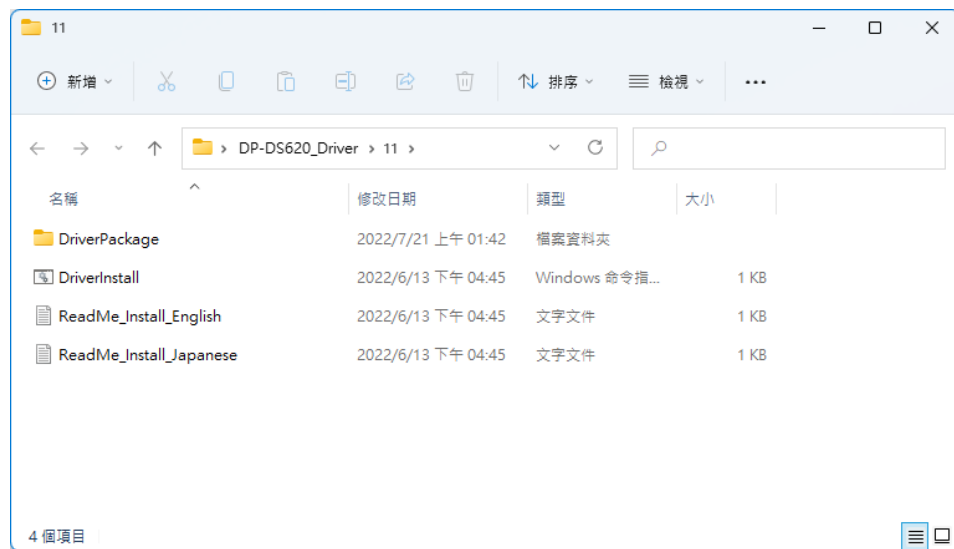 11
新增 排序 檢視
DP-DS620_Driver 11
名稱 修改日期 類型 大小
DriverPackage 2022/7/21 上午 01:42 檔案資料夾
DriverInstall 2022/6/13 下午 04:45 Windows 命令指... 1 KB
ReadMe_Install_English 2022/6/13 下午 04:45 文字文件 1 KB
ReadMe_Install_Japanese 2022/6/13 下午 04:45 文字文件 1 KB
4 個項目